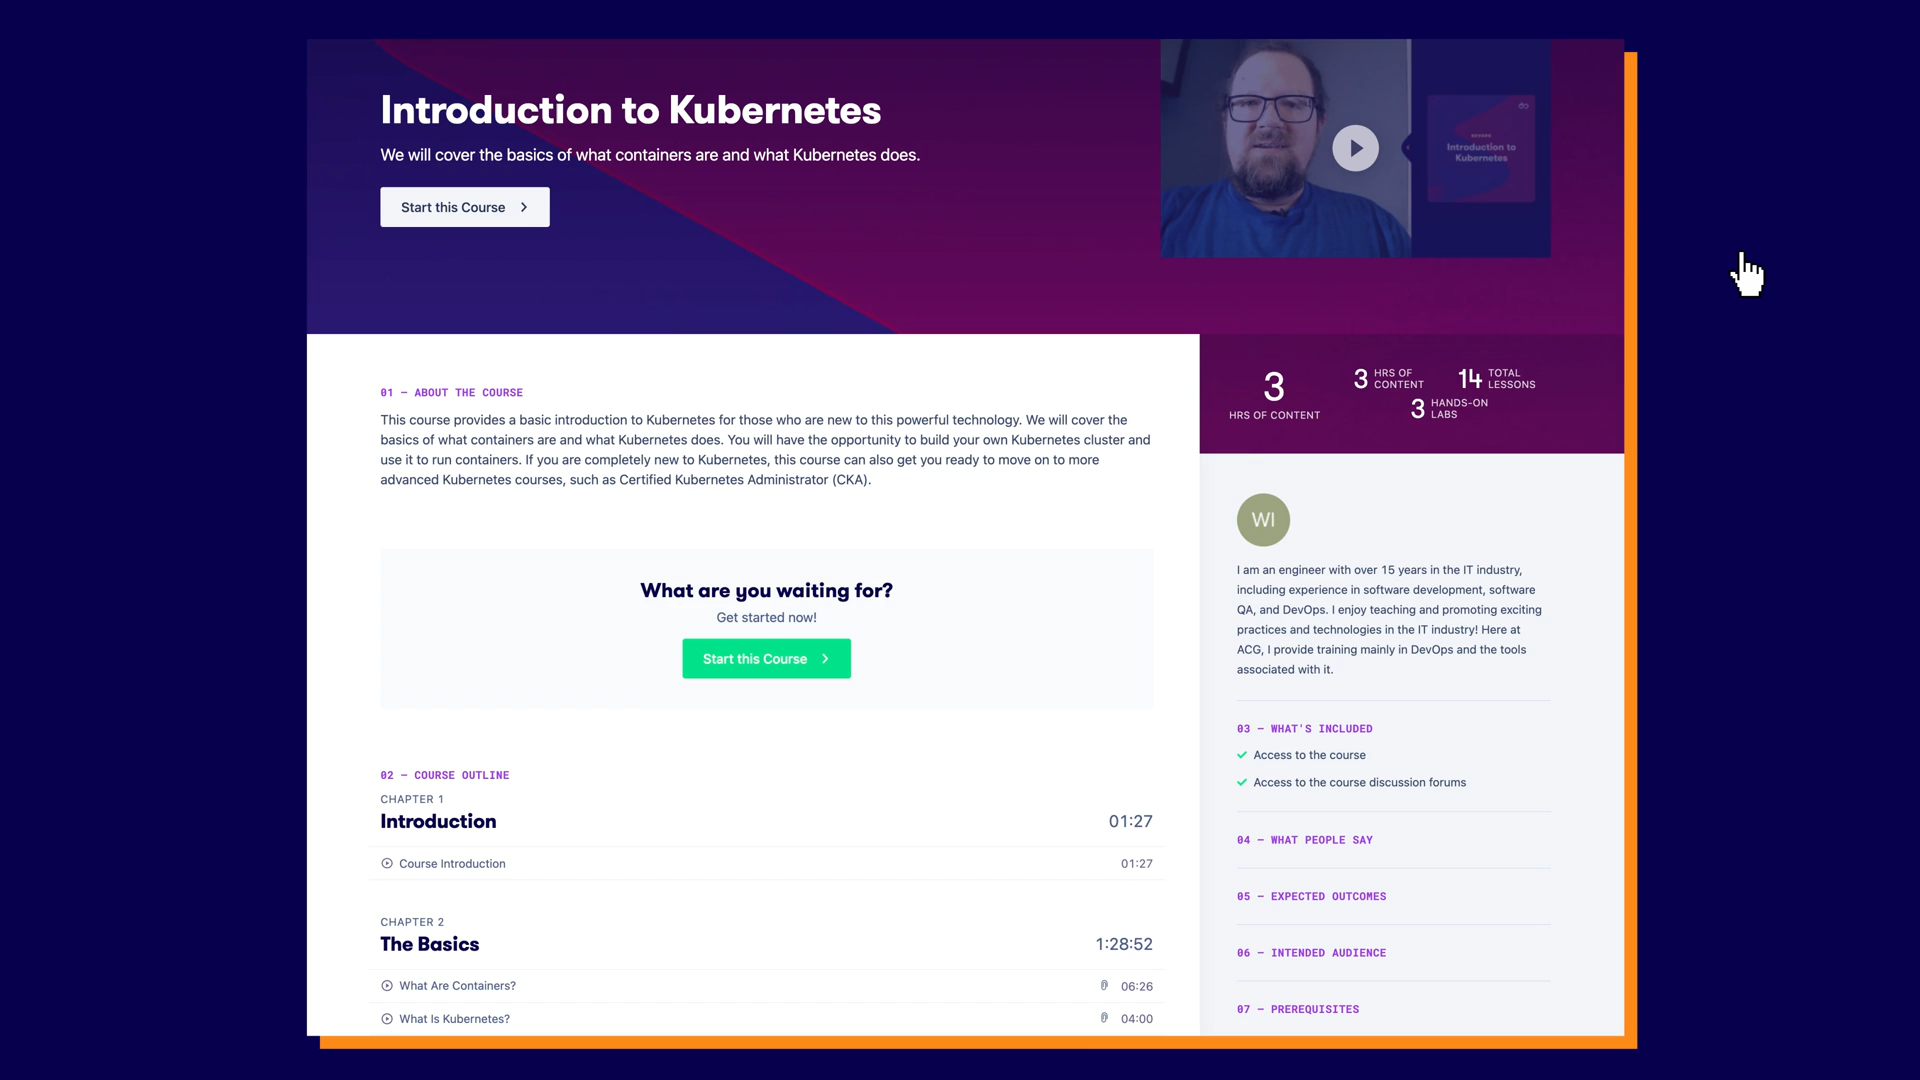 Introduction to Kubernetes
We will cover the basics of what containers are and what Kubernetes does.
Start this Course
Introduction to
Kubernetes
01 – ABOUT THE COURSE
This course provides a basic introduction to Kubernetes for those who are new to this powerful technology. We will cover the
basics of what containers are and what Kubernetes does. You will have the opportunity to build your own Kubernetes cluster and
use it to run containers. If you are completely new to Kubernetes, this course can also get you ready to move on to more
advanced Kubernetes courses, such as Certified Kubernetes Administrator (CKA).
What are you waiting for?
Get started now!
Start this Course
02 – COURSE OUTLINE
CHAPTER 1
Introduction 01:27
Course Introduction 01:27
CHAPTER 2
The Basics 1:28:52
What Are Containers? 06:26
What Is Kubernetes? 04:00
3
HRS OF CONTENT
3 HRS OF CONTENT
14 TOTAL LESSONS
3 HANDS-ON LABS
WI
I am an engineer with over 15 years in the IT industry,
including experience in software development, software
QA, and DevOps. I enjoy teaching and promoting exciting
practices and technologies in the IT industry! Here at
ACG, I provide training mainly in DevOps and the tools
associated with it.
03 – WHAT'S INCLUDED
Access to the course
Access to the course discussion forums
04 – WHAT PEOPLE SAY
05 – EXPECTED OUTCOMES
06 – INTENDED AUDIENCE
07 – PREREQUISITES